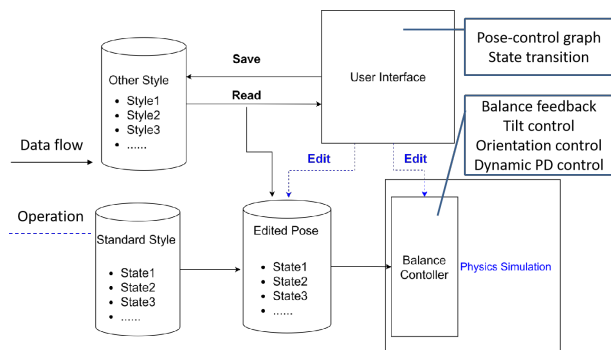 Pose-control graph
State transition
Save
User Interface
Other Style
• Style1
• Style2
• Style3
• ......
Read
Balance feedback
Tilt control
Orientation control
Dynamic PD control
Data flow
Edit
Edit
Operation
Standard Style
• State1
• State2
• State3
• ......
Edited Pose
• State1
• State2
• State3
• ......
Balance
Contoller
Physics Simulation